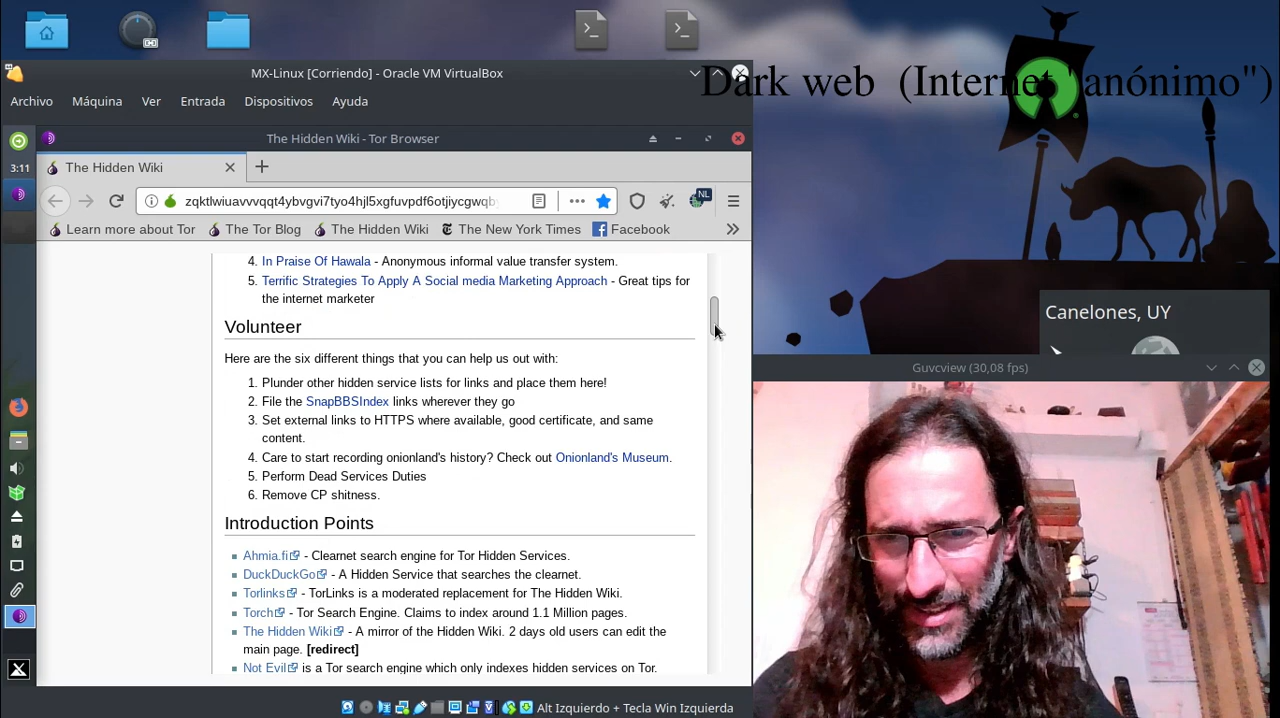 MX-Linux [Corriendo] - Oracle VM VirtualBox
Dark web (Internet "anónimo")
Archivo Máquina Ver Entrada Dispositivos Ayuda
The Hidden Wiki - Tor Browser
3:11
The Hidden Wiki
zqktlwiuavvvqqt4ybvgvi7tyo4hjl5xgfuvpdf6otjiycgwqb
NL
Learn more about Tor The Tor Blog The Hidden Wiki The New York Times Facebook
4. In Praise Of Hawala - Anonymous informal value transfer system.
5. Terrific Strategies To Apply A Social media Marketing Approach - Great tips for
the internet marketer
Volunteer
Here are the six different things that you can help us out with:
1. Plunder other hidden service lists for links and place them here!
2. File the SnapBBSIndex links wherever they go
3. Set external links to HTTPS where available, good certificate, and same
content.
4. Care to start recording onionland's history? Check out Onionland's Museum.
5. Perform Dead Services Duties
6. Remove CP shitness.
Introduction Points
Ahmia.fi - Clearnet search engine for Tor Hidden Services.
DuckDuckGo - A Hidden Service that searches the clearnet.
Torlinks - TorLinks is a moderated replacement for The Hidden Wiki.
Torch - Tor Search Engine. Claims to index around 1.1 Million pages.
The Hidden Wiki - A mirror of the Hidden Wiki. 2 days old users can edit the
main page. [redirect]
Not Evil is a Tor search engine which only indexes hidden services on Tor.
Alt Izquierdo + Tecla Win Izquierda
Canelones, UY
Guvcview (30,08 fps)